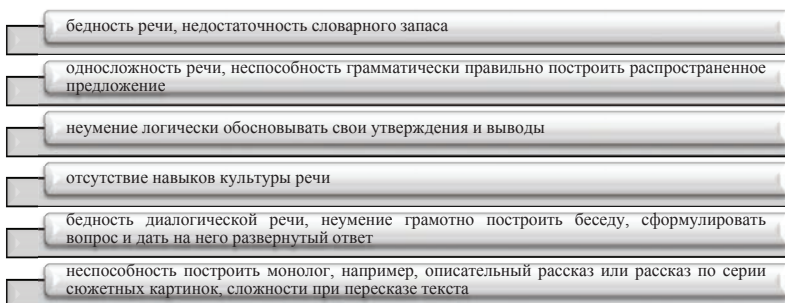 бедность речи, недостаточность словарного запаса
односложность речи, неспособность грамматически правильно построить распространенное
предложение
неумение логически обосновывать свои утверждения и выводы
отсутствие навыков культуры речи
бедность диалогической речи, неумение грамотно построить беседу, сформулировать
вопрос и дать на него развернутый ответ
неспособность построить монолог, например, описательный рассказ или рассказ по серии
сюжетных картинок, сложности при пересказе текста